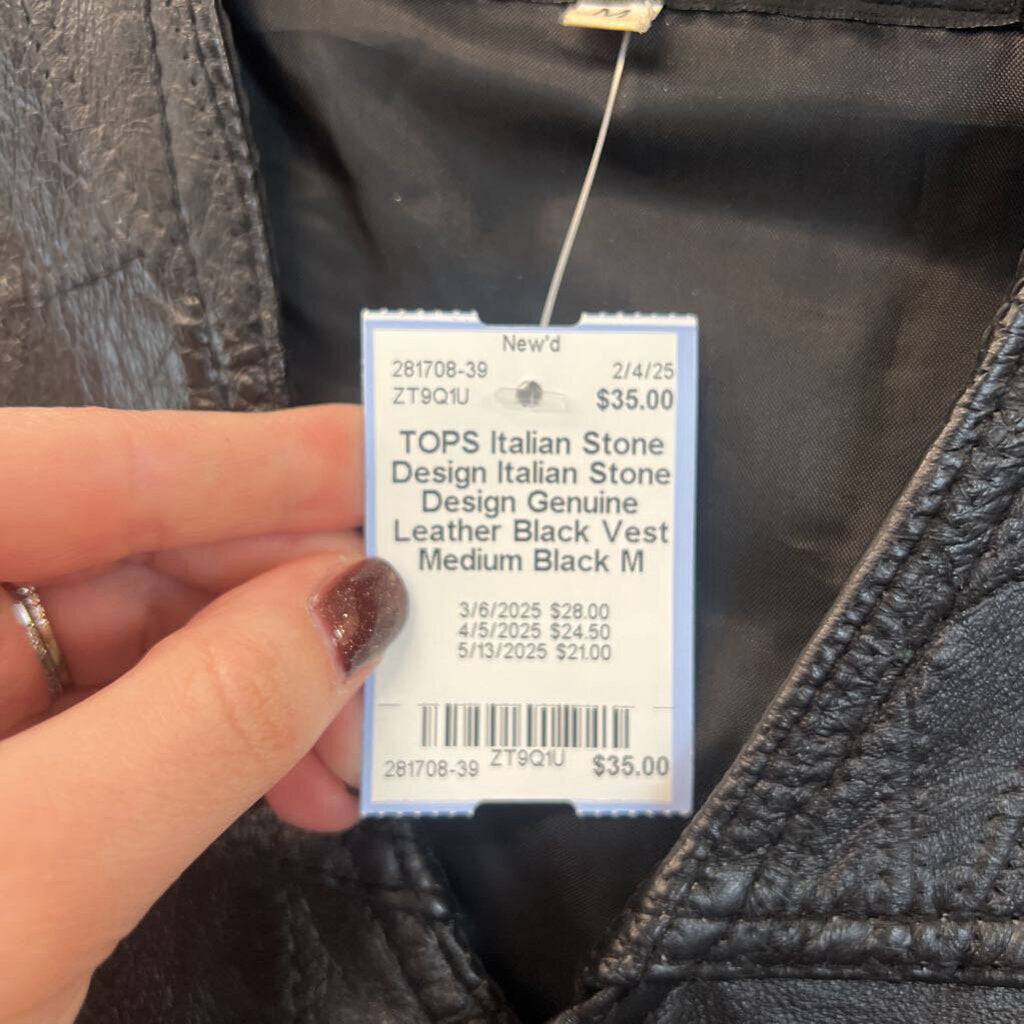 M
New'd
281708-39 2/4/25
ZT9Q1U $35.00
TOPS Italian Stone
Design Italian Stone
Design Genuine
Leather Black Vest
Medium Black M
3/6/2025 $28.00
4/5/2025 $24.50
5/13/2025 $21.00
281708-39 ZT9Q1U $35.00